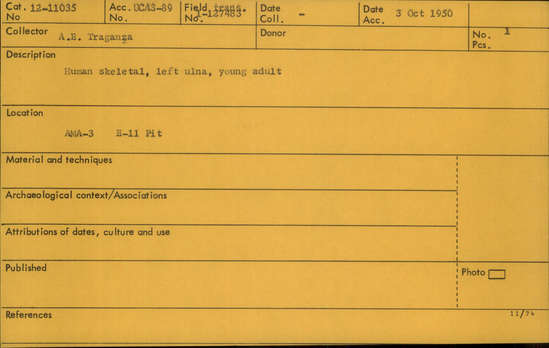 Cat. No 12-11035 Acc. No. UCAS-89 Field No. trans. 1-127483 Date Coll. - Date Acc. 3 Oct 1950
Collector A.E. Traganza Donor No. Pcs. 1
Description
Human skeletal, left ulna, young adult
Location
AMA-3 H-11 Pit
Material and techniques
Archaeological context/Associations
Attributions of dates, culture and use
Published Photo
References 11/74